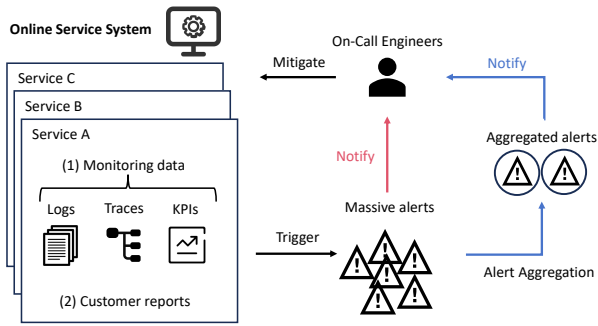 Online Service System
Service C
Service B
Service A
(1) Monitoring data
Logs
Traces
KPIs
(2) Customer reports
Mitigate
Trigger
On-Call Engineers
Notify
Massive alerts
Notify
Aggregated alerts
Alert Aggregation